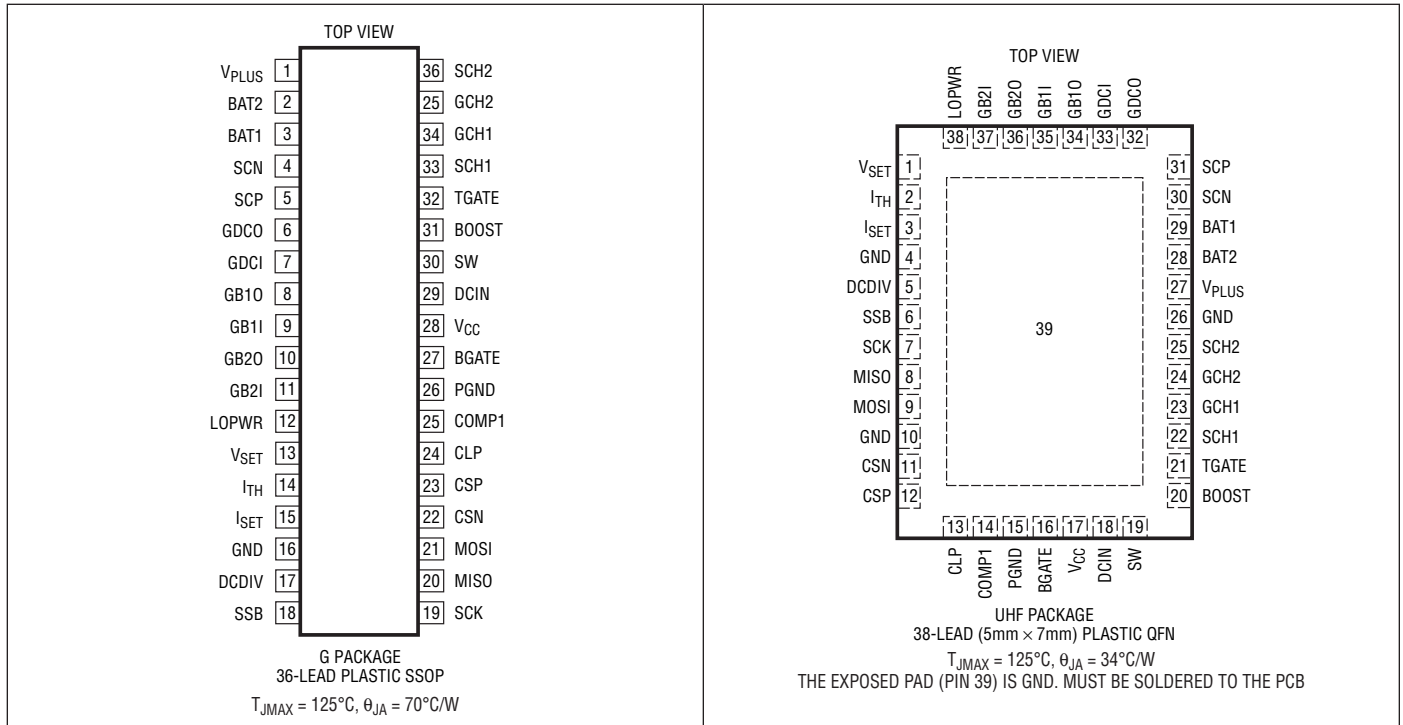 TOP VIEW
VPLUS 1
BAT2 2
BAT1 3
SCN 4
SCP 5
GDCO 6
GDCI 7
GB1O 8
GB1I 9
GB2O 10
GB2I 11
LOPWR 12
VSET 13
ITH 14
ISET 15
GND 16
DCDIV 17
SSB 18
36 SCH2
25 GCH2
34 GCH1
33 SCH1
32 TGATE
31 BOOST
30 SW
29 DCIN
28 VCC
27 BGATE
26 PGND
25 COMP1
24 CLP
23 CSP
22 CSN
21 MOSI
20 MISO
19 SCK
G PACKAGE
36-LEAD PLASTIC SSOP
TJMAX = 125°C, θJA = 70°C/W
TOP VIEW
LOPWR GB2I GB2O GB1I GB1O GDCI GDCO
38 37 36 35 34 33 32
VSET 1
ITH 2
ISET 3
GND 4
DCDIV 5
SSB 6
SCK 7
MISO 8
MOSI 9
GND 10
CSN 11
CSP 12
39
31 SCP
30 SCN
29 BAT1
28 BAT2
27 VPLUS
26 GND
25 SCH2
24 GCH2
23 GCH1
22 SCH1
21 TGATE
20 BOOST
13 14 15 16 17 18 19
CLP COMP1 PGND BGATE VCC DCIN SW
UHF PACKAGE
38-LEAD (5mm × 7mm) PLASTIC QFN
TJMAX = 125°C, θJA = 34°C/W
THE EXPOSED PAD (PIN 39) IS GND. MUST BE SOLDERED TO THE PCB